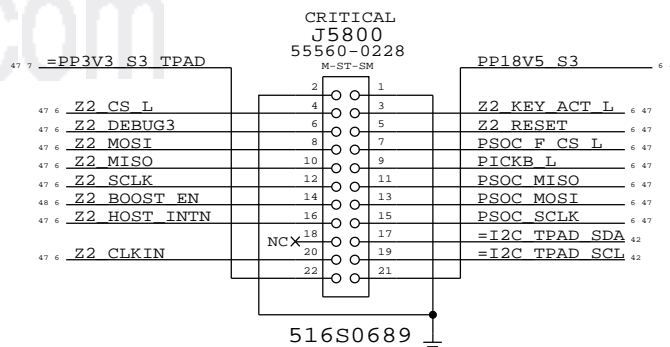 com
CRITICAL
J5800
55560-0228
M-ST-SM
47 7 =PP3V3_S3_TPAD
PP18V5_S3 6
2 1
47 6 Z2_CS_L 4 3 Z2_KEY_ACT_L 6 47
47 6 Z2_DEBUG3 6 5 Z2_RESET 6 47
47 6 Z2_MOSI 8 7 PSOC_F_CS_L 6 47
47 6 Z2_MISO 10 9 PICKB_L 6 47
47 6 Z2_SCLK 12 11 PSOC_MISO 6 47
48 6 Z2_BOOST_EN 14 13 PSOC_MOSI 6 47
47 6 Z2_HOST_INTN 16 15 PSOC_SCLK 6 47
NC 18 17 =I2C_TPAD_SDA 42
47 6 Z2_CLKIN 20 19 =I2C_TPAD_SCL 42
22 21
516S0689